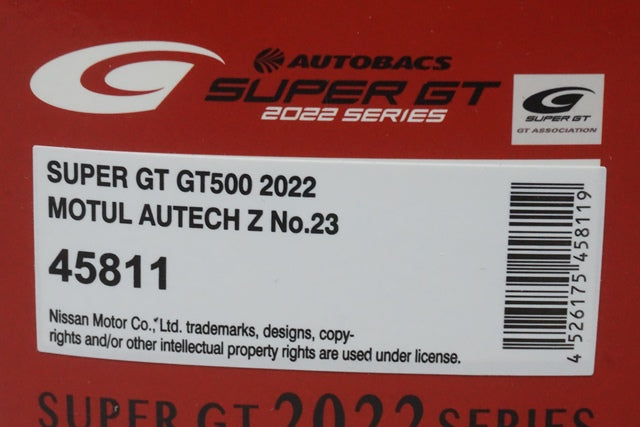 AUTOBACS
SUPER GT
2022 SERIES
SUPER GT
GT ASSOCIATION
SUPER GT GT500 2022
MOTUL AUTECH Z No.23
45811
Nissan Motor Co., Ltd. trademarks, designs, copy-
rights and/or other intellectual property rights are used under license.
4 526175 458119
SUPER GT 2022 SERIES